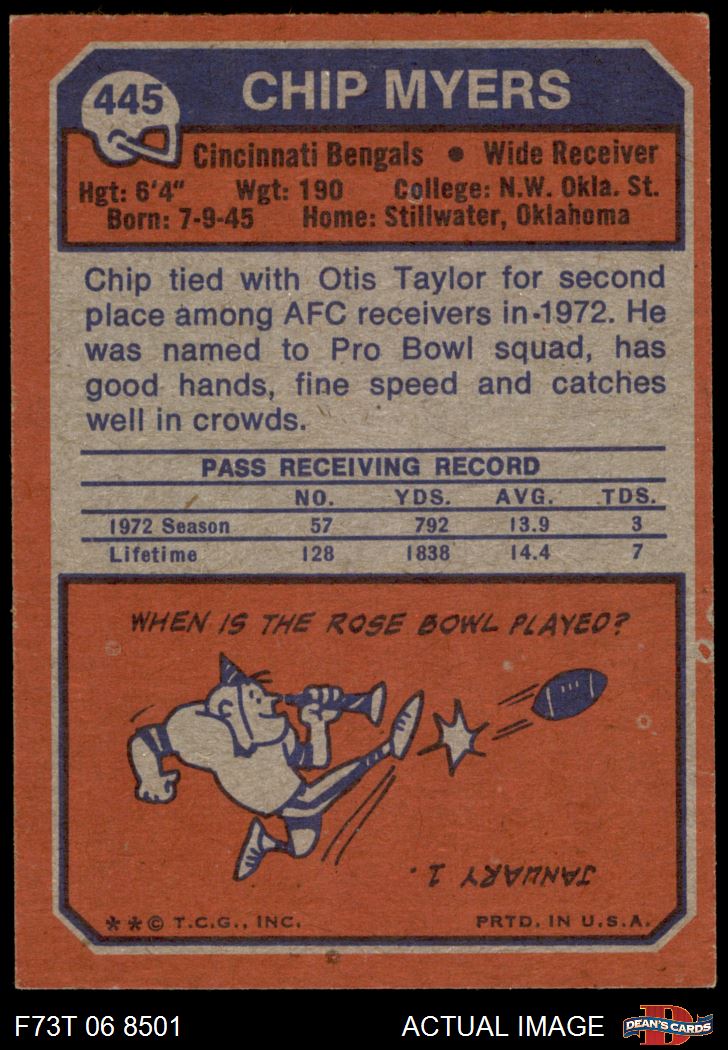 445
CHIP MYERS
Cincinnati Bengals • Wide Receiver
Hgt: 6'4" Wgt: 190 College: N.W. Okla. St.
Born: 7-9-45 Home: Stillwater, Oklahoma
Chip tied with Otis Taylor for second
place among AFC receivers in-1972. He
was named to Pro Bowl squad, has
good hands, fine speed and catches
well in crowds.
PASS RECEIVING RECORD
NO. YDS. AVG. TDS.
1972 Season 57 792 13.9 3
Lifetime 128 1838 14.4 7
WHEN IS THE ROSE BOWL PLAYED?
JANUARY 1.
**© T.C.G., INC. PRTD. IN U.S.A.
F73T 06 8501 ACTUAL IMAGE
D
DEAN'S CARDS